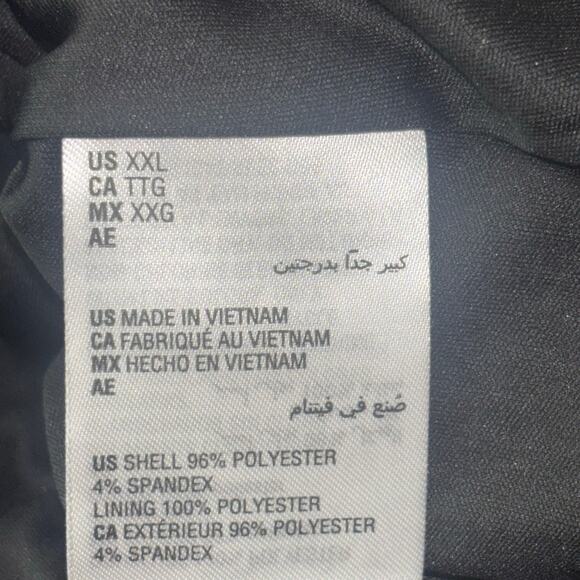 US XXL
CA TTG
MX XXG
AE
كبير جدًا بدرجتين
US MADE IN VIETNAM
CA FABRIQUÉ AU VIETNAM
MX HECHO EN VIETNAM
AE
صُنع في فيتنام
US SHELL 96% POLYESTER
4% SPANDEX
LINING 100% POLYESTER
CA EXTÉRIEUR 96% POLYESTER
4% SPANDEX